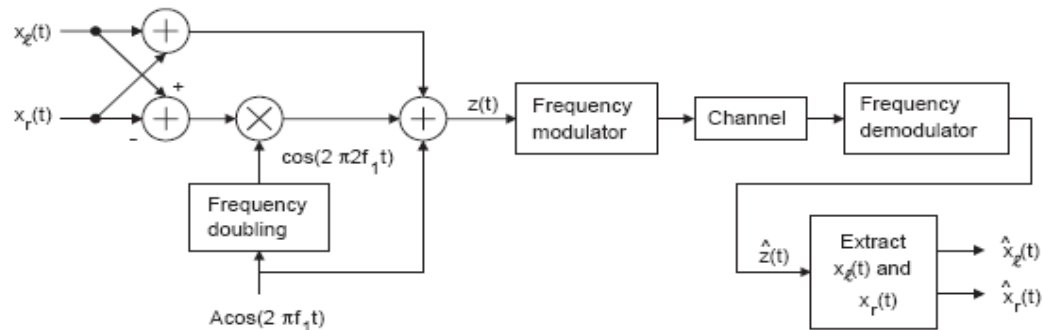 xℓ(t)
xr(t)
+
+
+
-
×
+
cos(2 π2f1t)
Frequency
doubling
Acos(2 πf1t)
z(t)
Frequency
modulator
Channel
Frequency
demodulator
ẑ(t)
Extract
xℓ(t) and
xr(t)
x̂ℓ(t)
x̂r(t)